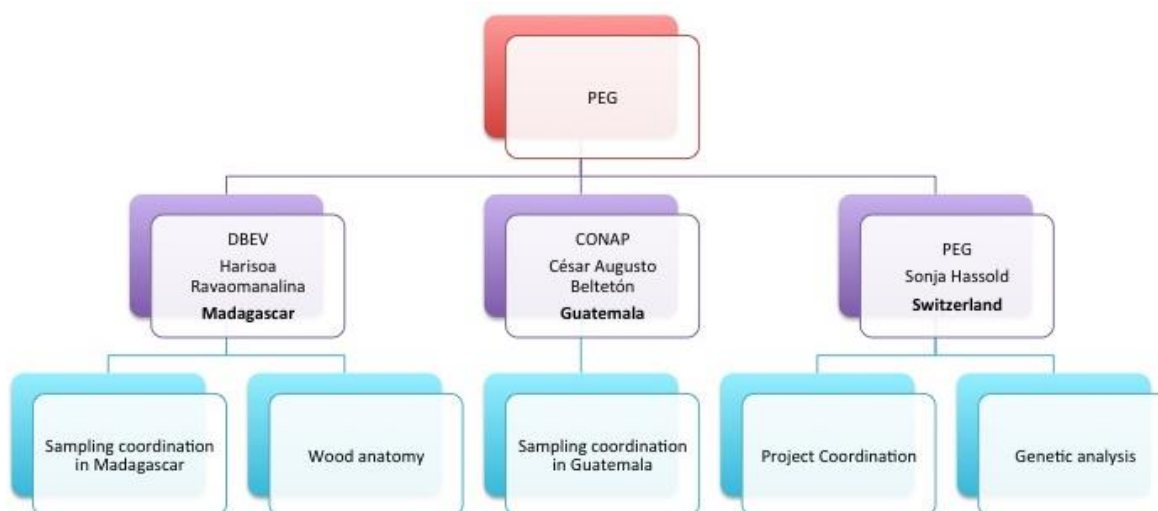 PEG
DBEV
Harisoa
Ravaomanalina
Madagascar
CONAP
César Augusto
Beltetón
Guatemala
PEG
Sonja Hassold
Switzerland
Sampling coordination
in Madagascar
Wood anatomy
Sampling coordination
in Guatemala
Project Coordination
Genetic analysis